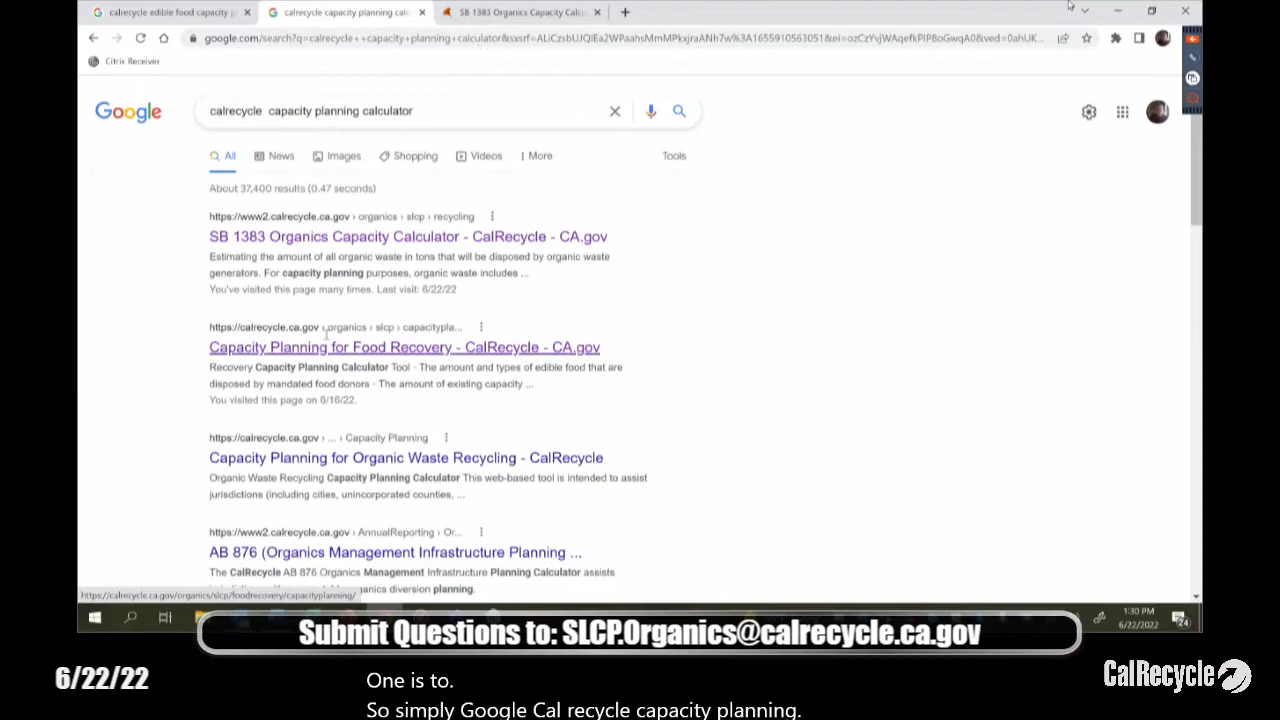 calrecycle edible food capacity p
calrecycle capacity planning calc
SB 1383 Organics Capacity Calcu
google.com/search?q=calrecycle++capacity+planning+calculator&sxsrf=
Citrix Receiver
Google
calrecycle capacity planning calculator
All News Images Shopping Videos More Tools
About 37,400 results (0.47 seconds)
https://www2.calrecycle.ca.gov › organics › slcp › recycling
SB 1383 Organics Capacity Calculator - CalRecycle - CA.gov
Estimating the amount of all organic waste in tons that will be disposed by organic waste
generators. For capacity planning purposes, organic waste includes ...
You've visited this page many times. Last visit: 6/22/22
https://calrecycle.ca.gov › organics › slcp › capacitypla...
Capacity Planning for Food Recovery - CalRecycle - CA.gov
Recovery Capacity Planning Calculator Tool · The amount and types of edible food that are
disposed by mandated food donors · The amount of existing capacity ...
You visited this page on 6/16/22.
https://calrecycle.ca.gov › ... › Capacity Planning
Capacity Planning for Organic Waste Recycling - CalRecycle
Organic Waste Recycling Capacity Planning Calculator This web-based tool is intended to assist
jurisdictions (including cities, unincorporated counties, ...
https://www2.calrecycle.ca.gov › AnnualReporting › Or...
AB 876 (Organics Management Infrastructure Planning ...
The CalRecycle AB 876 Organics Management Infrastructure Planning Calculator assists
ganics diversion planning.
https://calrecycle.ca.gov/organics/slcp/foodrecovery/capacityplanning/
1:30 PM
6/22/2022
24
Submit Questions to: SLCP.Organics@calrecycle.ca.gov
6/22/22
One is to.
So simply Google Cal recycle capacity planning.
CalRecycle